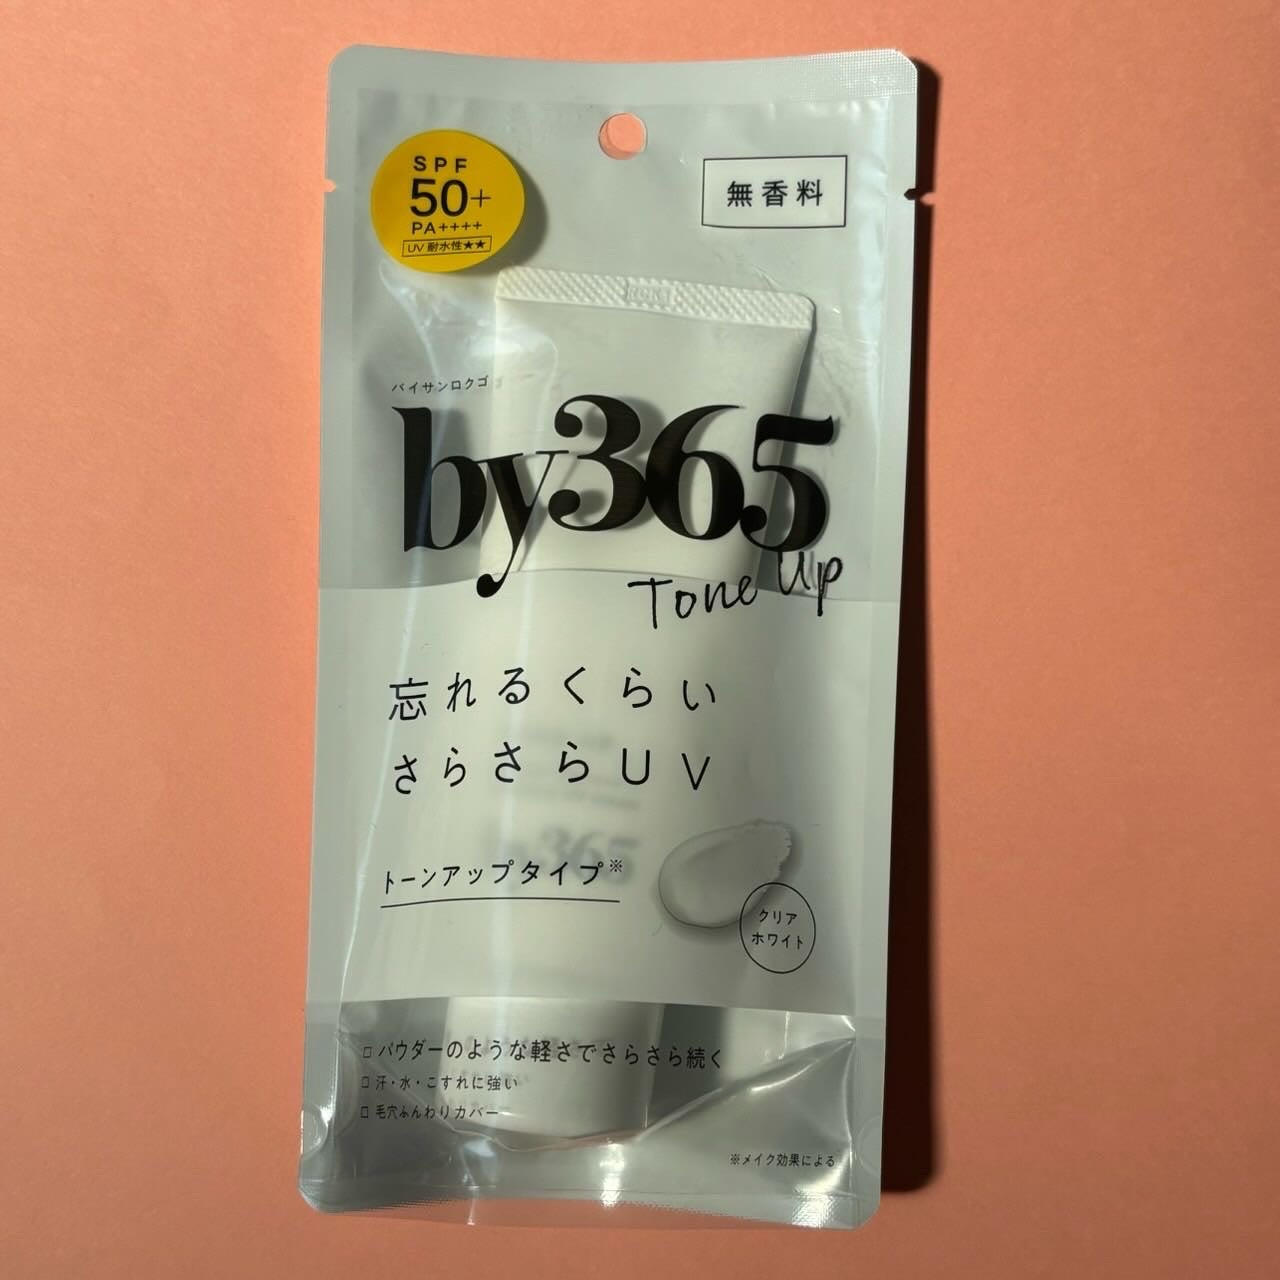 SPF
50+
PA++++
UV 耐水性★★
無香料
バイサンロクゴ
by365
Tone Up
忘れるくらい
さらさらUV
トーンアップタイプ※
クリア
ホワイト
□ パウダーのような軽さでさらさら続く
□ 汗・水・こすれに強い
□ 毛穴ふんわりカバー
※メイク効果による